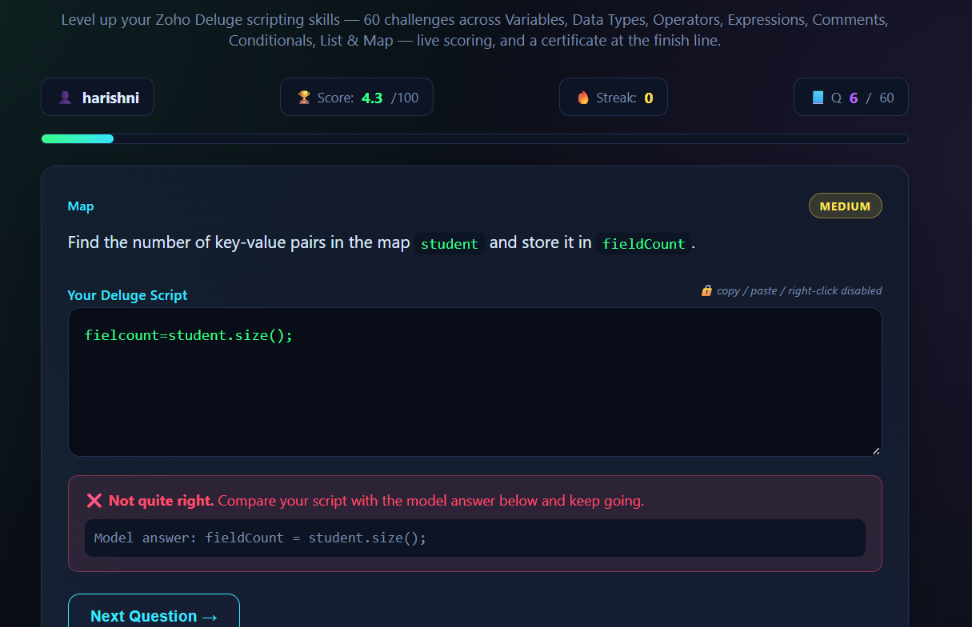 Level up your Zoho Deluge scripting skills — 60 challenges across Variables, Data Types, Operators, Expressions, Comments,
Conditionals, List & Map — live scoring, and a certificate at the finish line.
harishni
Score: 4.3 /100
Streak: 0
Q 6 / 60
Map
MEDIUM
Find the number of key-value pairs in the map student and store it in fieldCount.
Your Deluge Script
copy / paste / right-click disabled
fielcount=student.size();
Not quite right. Compare your script with the model answer below and keep going.
Model answer: fieldCount = student.size();
Next Question →